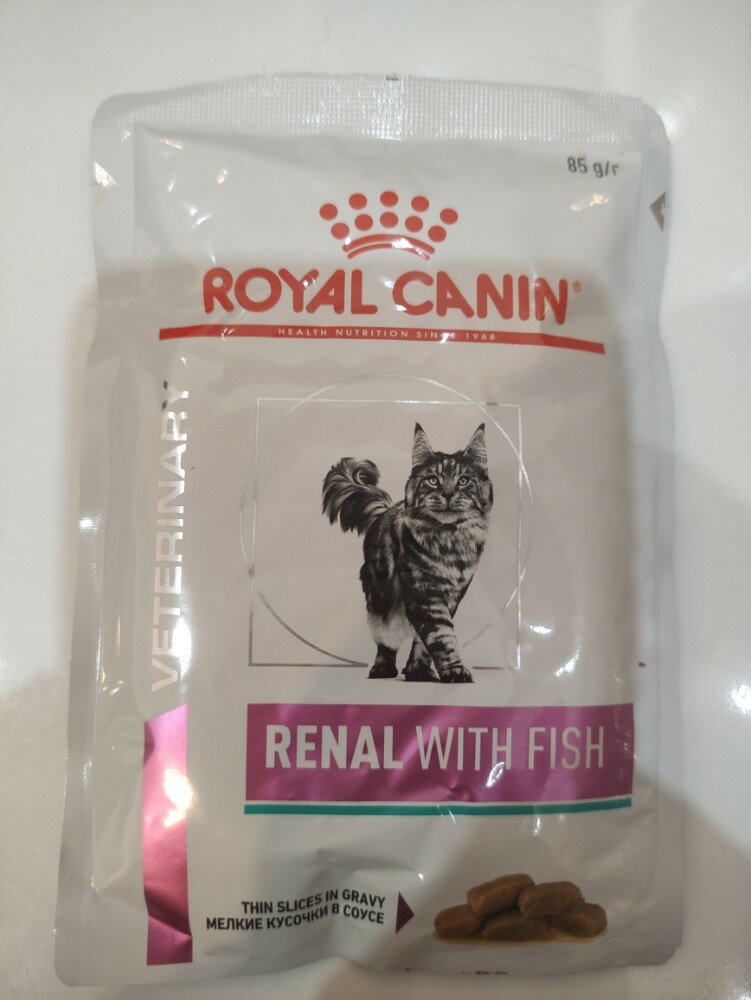 85 g/г
ROYAL CANIN®
HEALTH NUTRITION SINCE 1968
VETERINARY
RENAL WITH FISH
THIN SLICES IN GRAVY
МЕЛКИЕ КУСОЧКИ В СОУСЕ